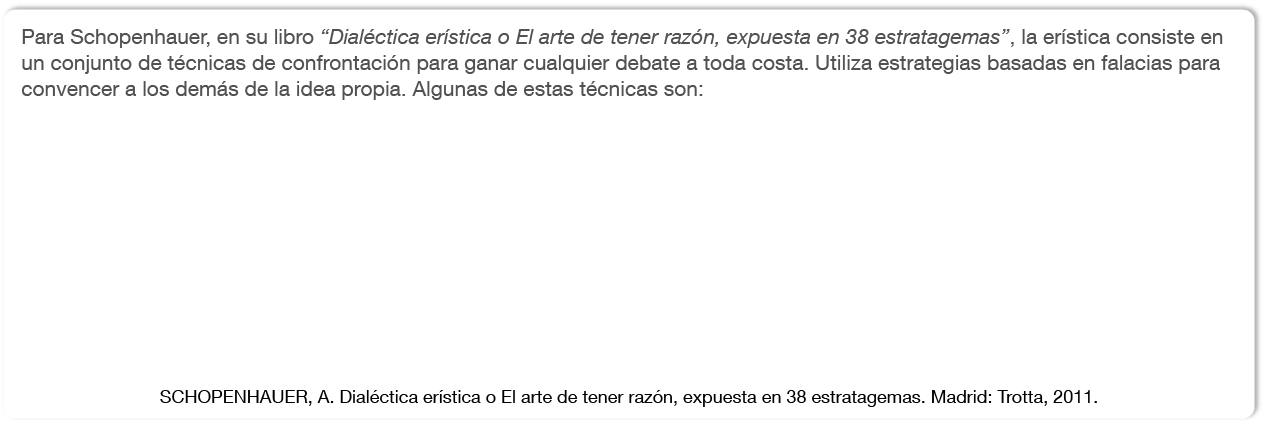 Para Schopenhauer, en su libro “Dialéctica erística o El arte de tener razón, expuesta en 38 estratagemas”, la erística consiste en
un conjunto de técnicas de confrontación para ganar cualquier debate a toda costa. Utiliza estrategias basadas en falacias para
convencer a los demás de la idea propia. Algunas de estas técnicas son:
SCHOPENHAUER, A. Dialéctica erística o El arte de tener razón, expuesta en 38 estratagemas. Madrid: Trotta, 2011.